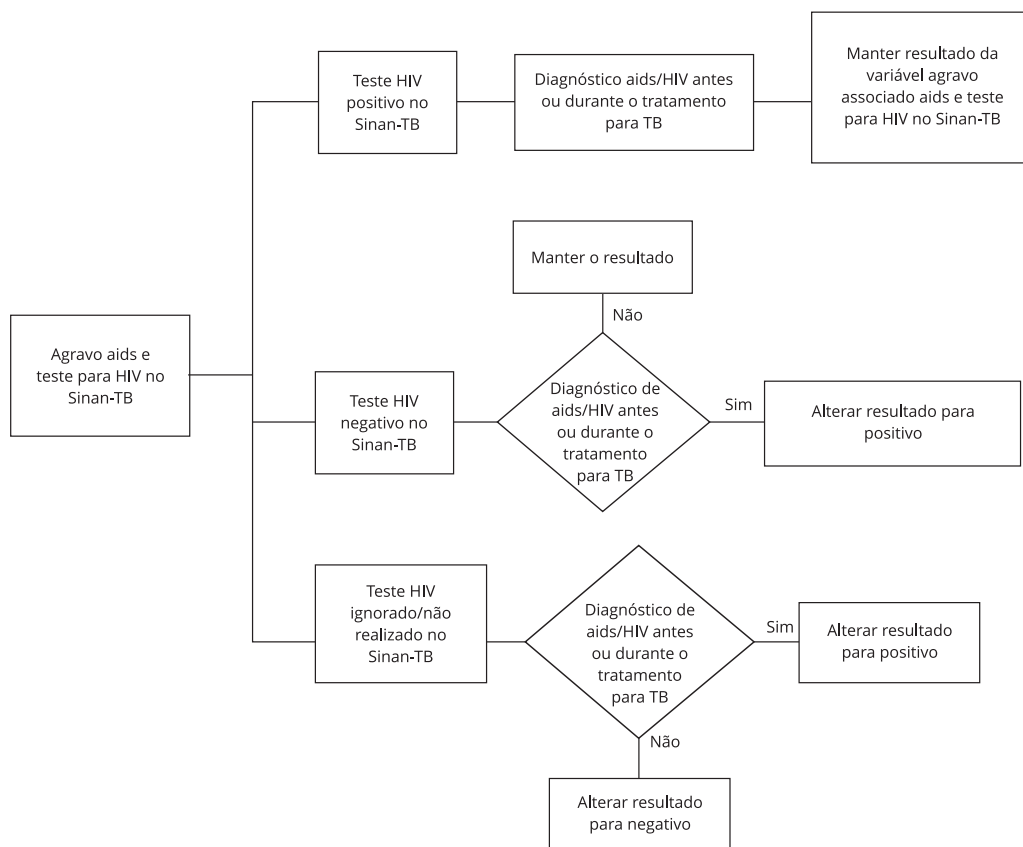 Agravo aids e
teste para HIV no
Sinan-TB
Teste HIV
positivo no
Sinan-TB
Diagnóstico aids/HIV antes
ou durante o tratamento
para TB
Manter resultado da
variável agravo
associado aids e teste
para HIV no Sinan-TB
Teste HIV
negativo no
Sinan-TB
Diagnóstico de
aids/HIV antes
ou durante o
tratamento
para TB
Não
Manter o resultado
Sim
Alterar resultado para
positivo
Teste HIV
ignorado/não
realizado no
Sinan-TB
Diagnóstico de
aids/HIV antes
ou durante o
tratamento
para TB
Sim
Alterar resultado
para positivo
Não
Alterar resultado
para negativo